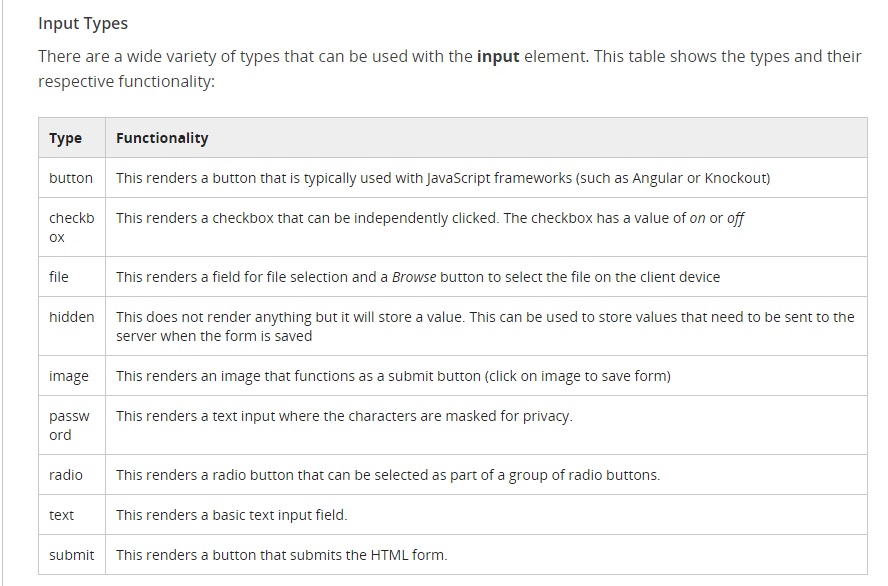 Input Types
There are a wide variety of types that can be used with the input element. This table shows the types and their
respective functionality:
Type Functionality
button This renders a button that is typically used with JavaScript frameworks (such as Angular or Knockout)
checkb This renders a checkbox that can be independently clicked. The checkbox has a value of on or off
ox
file This renders a field for file selection and a Browse button to select the file on the client device
hidden This does not render anything but it will store a value. This can be used to store values that need to be sent to the
server when the form is saved
image This renders an image that functions as a submit button (click on image to save form)
passw This renders a text input where the characters are masked for privacy.
ord
radio This renders a radio button that can be selected as part of a group of radio buttons.
text This renders a basic text input field.
submit This renders a button that submits the HTML form.